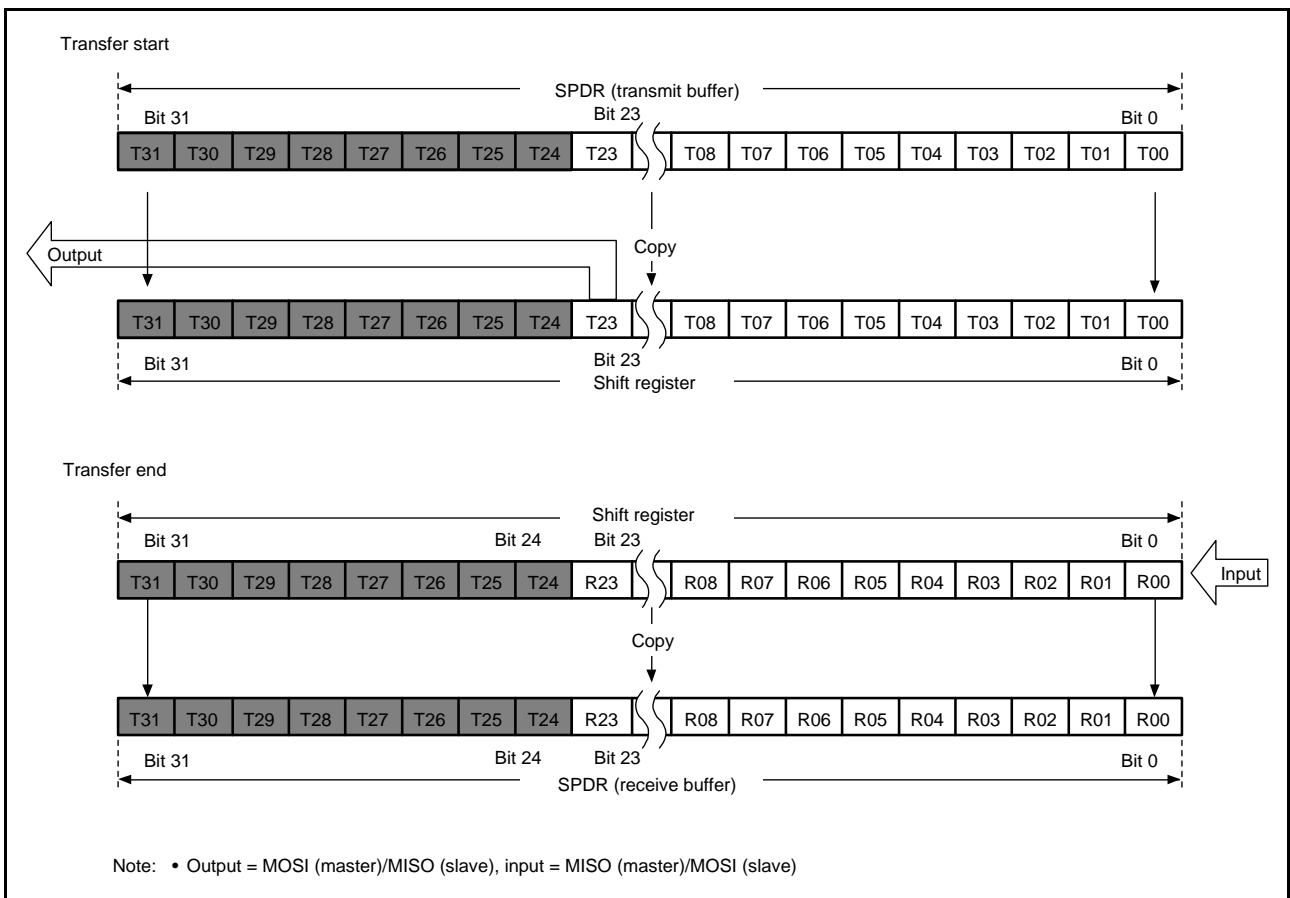 Transfer start
SPDR (transmit buffer)
Bit 31 Bit 23 Bit 0
T31 T30 T29 T28 T27 T26 T25 T24 T23 T08 T07 T06 T05 T04 T03 T02 T01 T00
Output Copy
T31 T30 T29 T28 T27 T26 T25 T24 T23 T08 T07 T06 T05 T04 T03 T02 T01 T00
Bit 31 Bit 23 Bit 0
Shift register
Transfer end
Shift register
Bit 31 Bit 24 Bit 23 Bit 0
T31 T30 T29 T28 T27 T26 T25 T24 R23 R08 R07 R06 R05 R04 R03 R02 R01 R00 Input
Copy
T31 T30 T29 T28 T27 T26 T25 T24 R23 R08 R07 R06 R05 R04 R03 R02 R01 R00
Bit 31 Bit 24 Bit 23 Bit 0
SPDR (receive buffer)
Note: • Output = MOSI (master)/MISO (slave), input = MISO (master)/MOSI (slave)